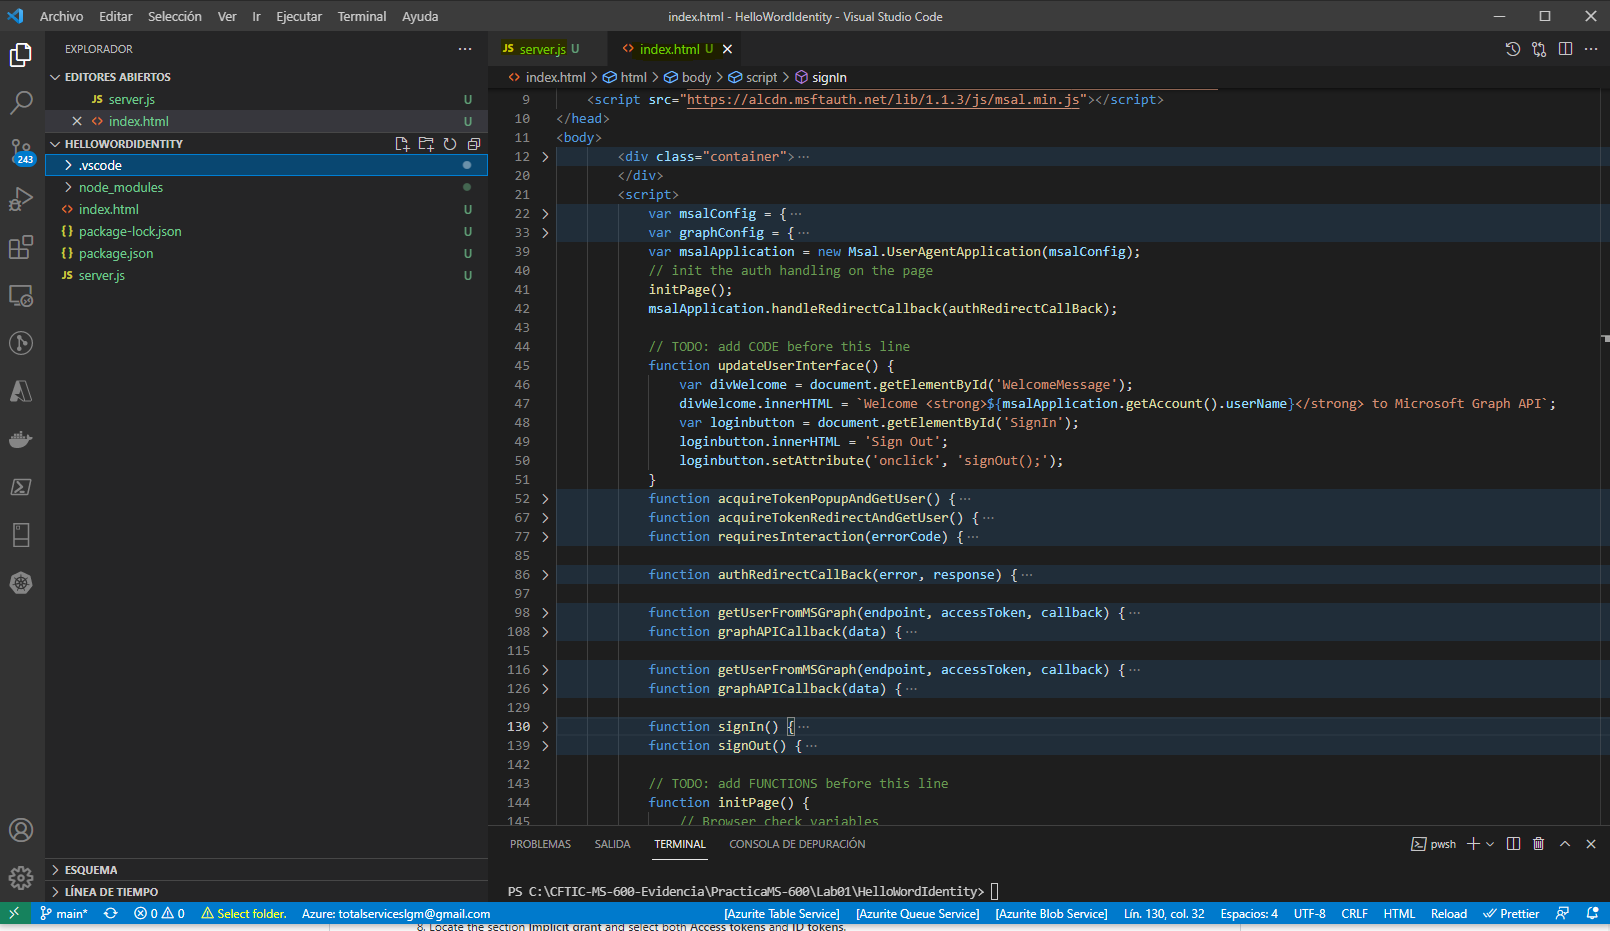 Archivo Editar Selección Ver Ir Ejecutar Terminal Ayuda
index.html - HelloWordIdentity - Visual Studio Code
EXPLORADOR
EDITORES ABIERTOS
JS server.js U
<> index.html U
HELLOWORDIDENTITY
.vscode
node_modules
<> index.html U
{} package-lock.json U
{} package.json U
JS server.js U
243
ESQUEMA
LÍNEA DE TIEMPO
JS server.js U
<> index.html U
<> index.html > html > body > script > signIn
9 <script src="https://alcdn.msftauth.net/lib/1.1.3/js/msal.min.js"></script>
10 </head>
11 <body>
12 <div class="container">···
20 </div>
21 <script>
22 var msalConfig = {···
33 var graphConfig = {···
39 var msalApplication = new Msal.UserAgentApplication(msalConfig);
40 // init the auth handling on the page
41 initPage();
42 msalApplication.handleRedirectCallback(authRedirectCallBack);
43
44 // TODO: add CODE before this line
45 function updateUserInterface() {
46 var divWelcome = document.getElementById('WelcomeMessage');
47 divWelcome.innerHTML = `Welcome <strong>${msalApplication.getAccount().userName}</strong> to Microsoft Graph API`;
48 var loginbutton = document.getElementById('SignIn');
49 loginbutton.innerHTML = 'Sign Out';
50 loginbutton.setAttribute('onclick', 'signOut();');
51 }
52 function acquireTokenPopupAndGetUser() {···
67 function acquireTokenRedirectAndGetUser() {···
77 function requiresInteraction(errorCode) {···
85
86 function authRedirectCallBack(error, response) {···
97
98 function getUserFromMSGraph(endpoint, accessToken, callback) {···
108 function graphAPICallback(data) {···
115
116 function getUserFromMSGraph(endpoint, accessToken, callback) {···
126 function graphAPICallback(data) {···
129
130 function signIn() {···
139 function signOut() {···
142
143 // TODO: add FUNCTIONS before this line
144 function initPage() {
145 // Browser check variables
PROBLEMAS SALIDA TERMINAL CONSOLA DE DEPURACIÓN
pwsh
PS C:\CFTIC-MS-600-Evidencia\PracticaMS-600\Lab01\HelloWordIdentity>
main* 0 0 Select folder. Azure: totalserviceslgm@gmail.com [Azurite Table Service] [Azurite Queue Service] [Azurite Blob Service] Lín. 130, col. 32 Espacios: 4 UTF-8 CRLF HTML Reload Prettier
8. Locate the section Implicit grant and select both Access tokens and ID tokens.